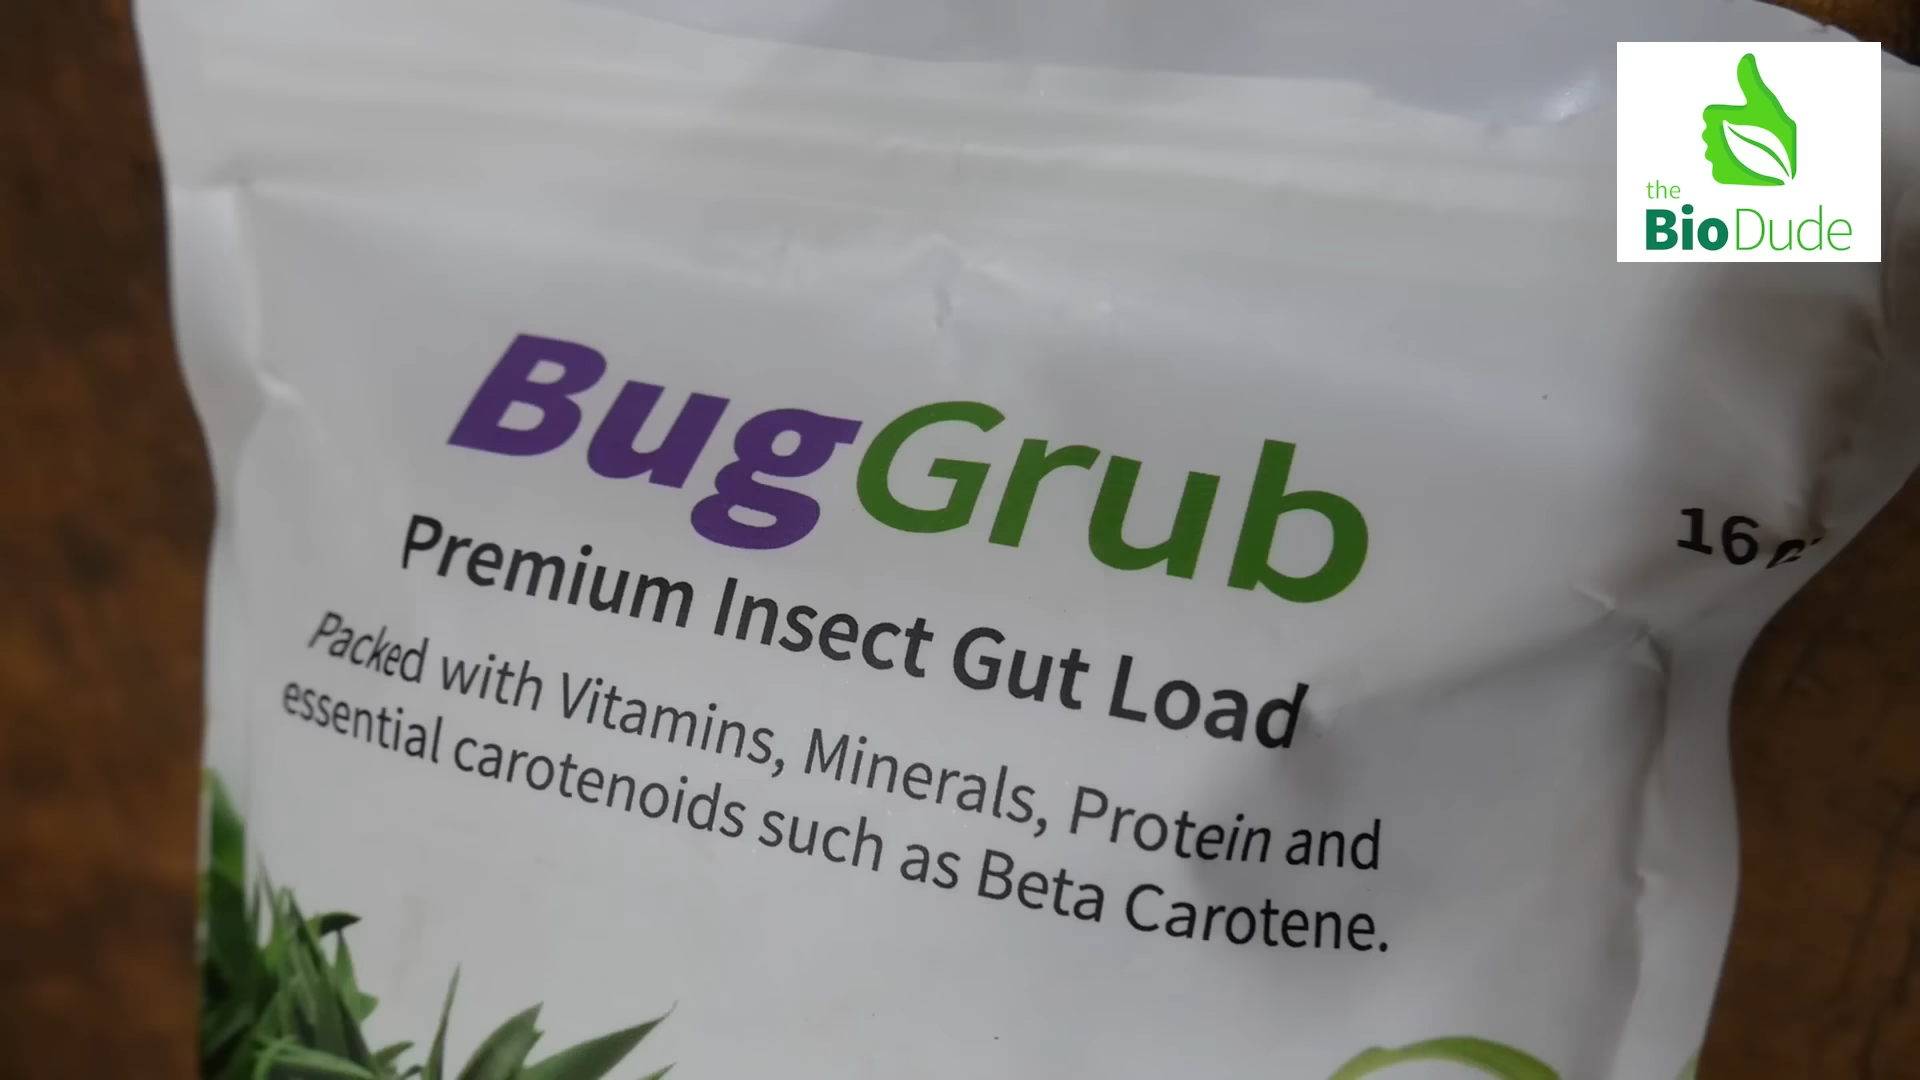 the
BioDude
BugGrub
Premium Insect Gut Load
16
Packed with Vitamins, Minerals, Protein and
essential carotenoids such as Beta Carotene.